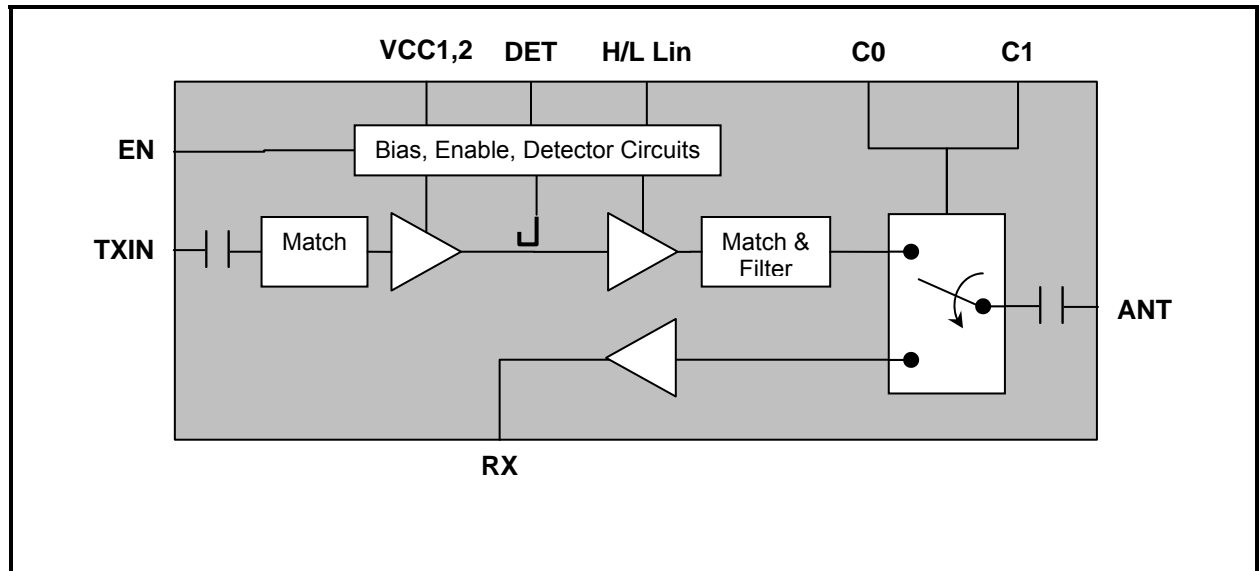 VCC1,2 DET H/L Lin C0 C1
EN
Bias, Enable, Detector Circuits
TXIN
Match
Match &
Filter
ANT
RX